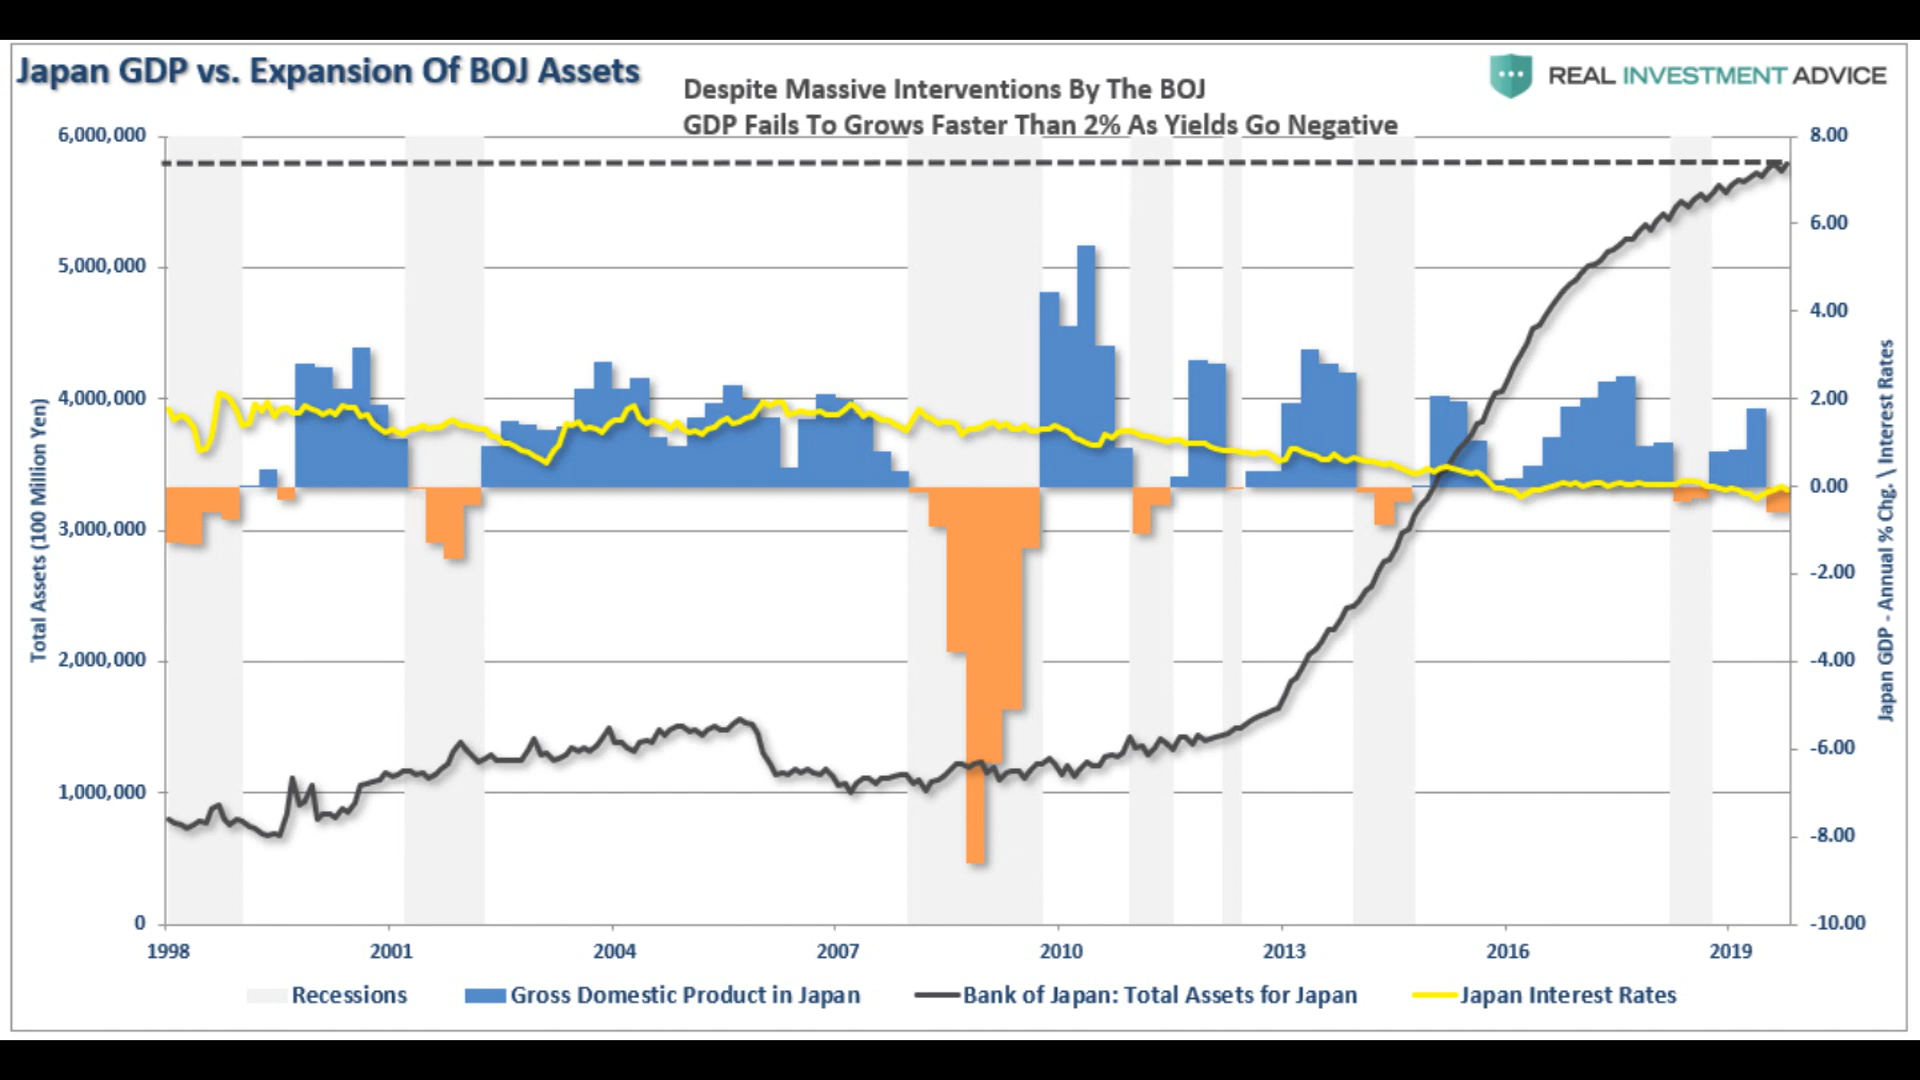 Japan GDP vs. Expansion Of BOJ Assets
Despite Massive Interventions By The BOJ
GDP Fails To Grows Faster Than 2% As Yields Go Negative
REAL INVESTMENT ADVICE
Total Assets (100 Million Yen)
6,000,000
5,000,000
4,000,000
3,000,000
2,000,000
1,000,000
0
8.00
6.00
4.00
2.00
0.00
-2.00
-4.00
-6.00
-8.00
-10.00
Japan GDP - Annual % Chg. \ Interest Rates
1998 2001 2004 2007 2010 2013 2016 2019
Recessions Gross Domestic Product in Japan Bank of Japan: Total Assets for Japan Japan Interest Rates